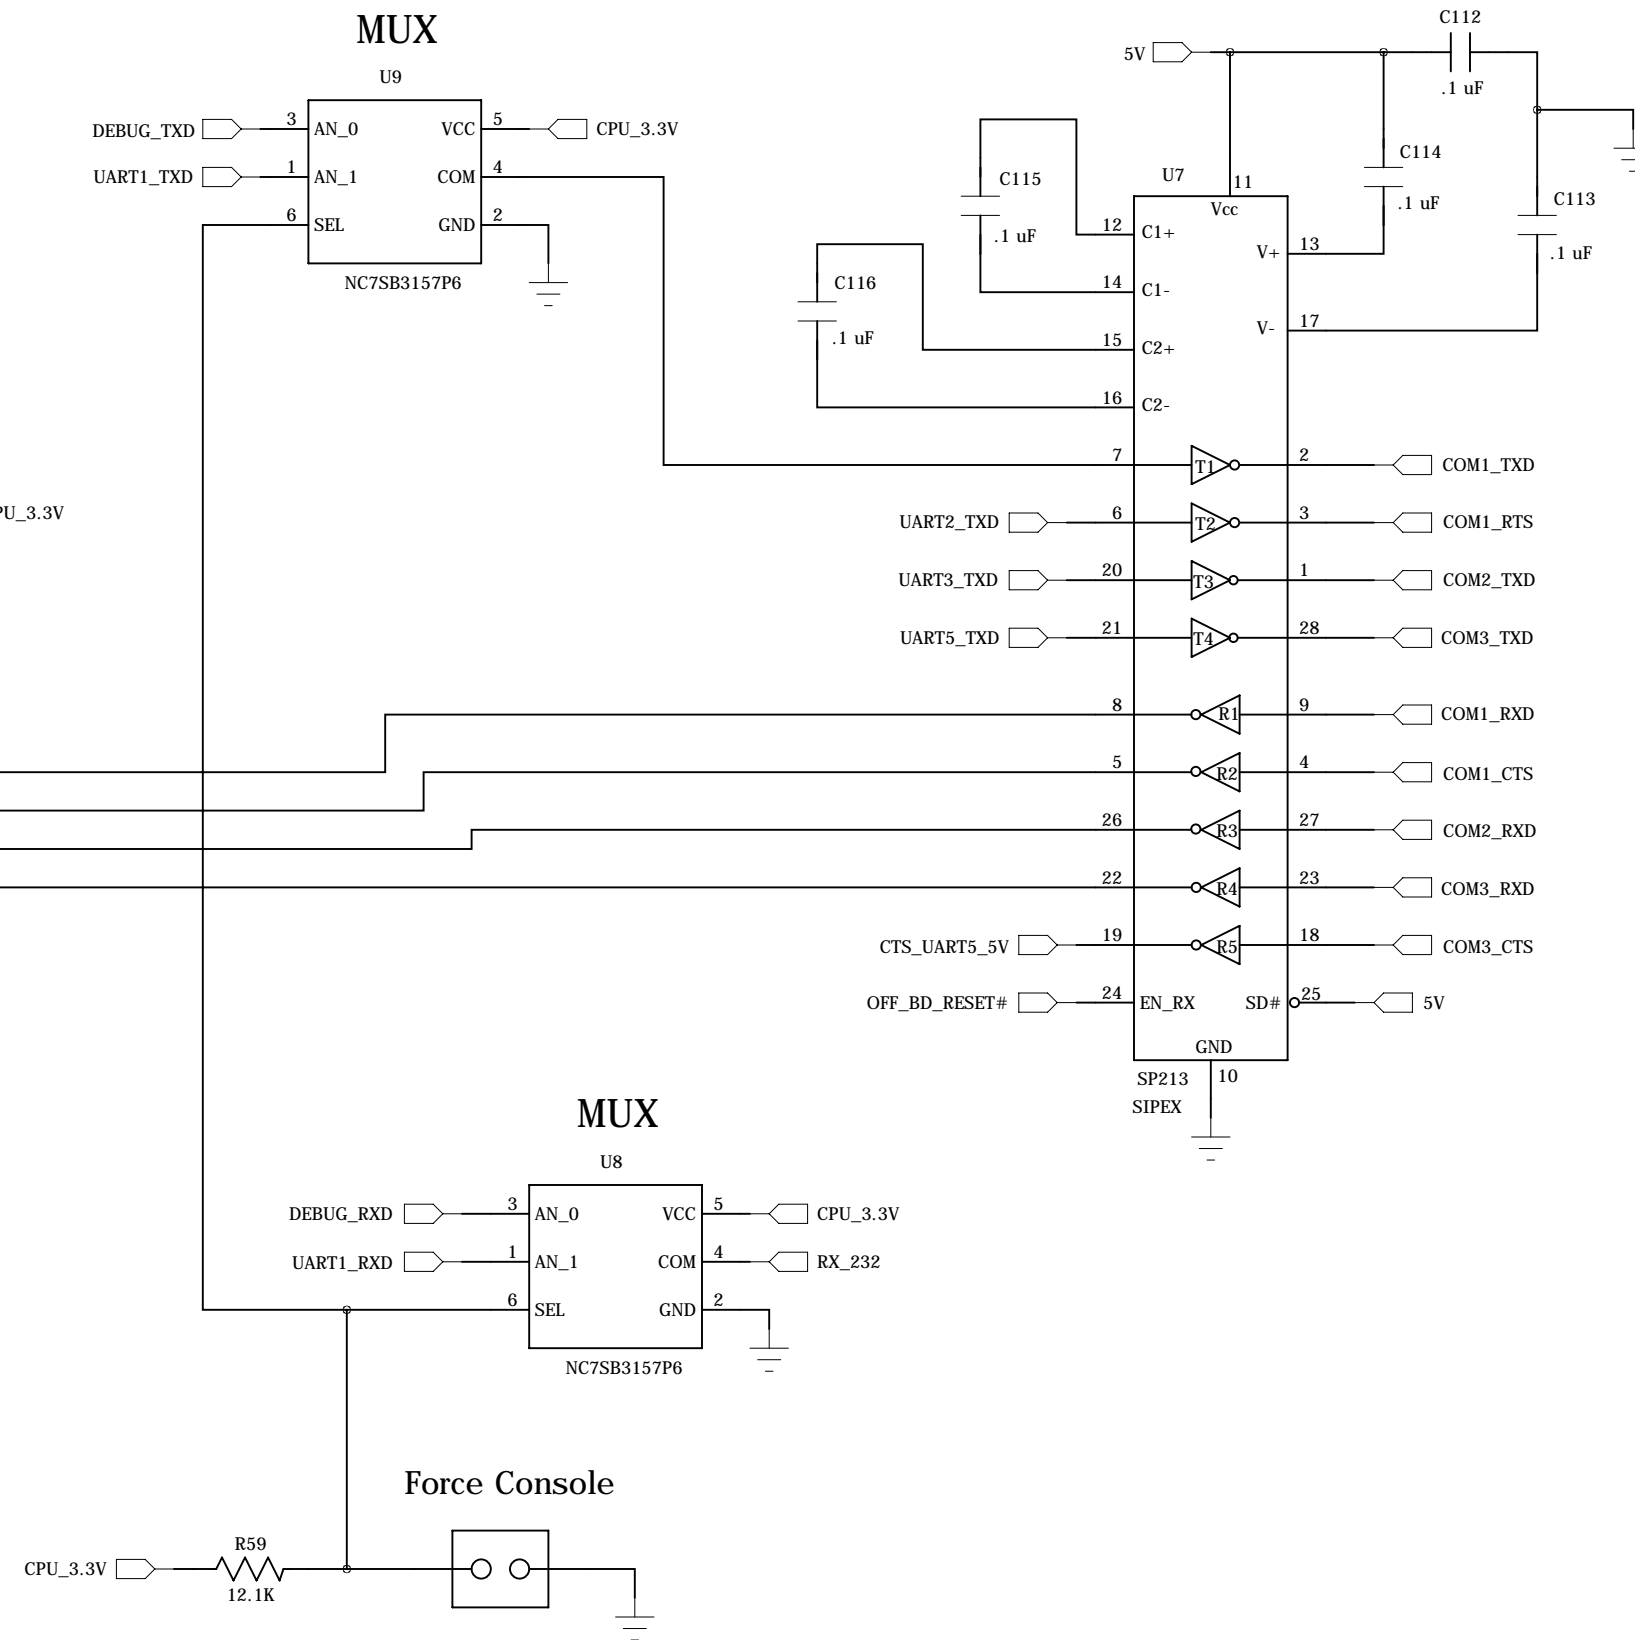 MUX
U9
DEBUG_TXD
3
AN_0
VCC
5
CPU_3.3V
UART1_TXD
1
AN_1
COM
4
6
SEL
GND
2
NC7SB3157P6
C112
5V
.1 uF
C114
.1 uF
C113
.1 uF
C115
.1 uF
C116
.1 uF
U7
11
Vcc
12
C1+
V+
13
14
C1-
V-
17
15
C2+
16
C2-
7
T1
2
COM1_TXD
UART2_TXD
6
T2
3
COM1_RTS
UART3_TXD
20
T3
1
COM2_TXD
UART5_TXD
21
T4
28
COM3_TXD
8
R1
9
COM1_RXD
5
R2
4
COM1_CTS
26
R3
27
COM2_RXD
22
R4
23
COM3_RXD
CTS_UART5_5V
19
R5
18
COM3_CTS
OFF_BD_RESET#
24
EN_RX
SD#
25
5V
GND
10
SP213
SIPEX
PU_3.3V
MUX
U8
DEBUG_RXD
3
AN_0
VCC
5
CPU_3.3V
UART1_RXD
1
AN_1
COM
4
RX_232
6
SEL
GND
2
NC7SB3157P6
Force Console
CPU_3.3V
R59
12.1K